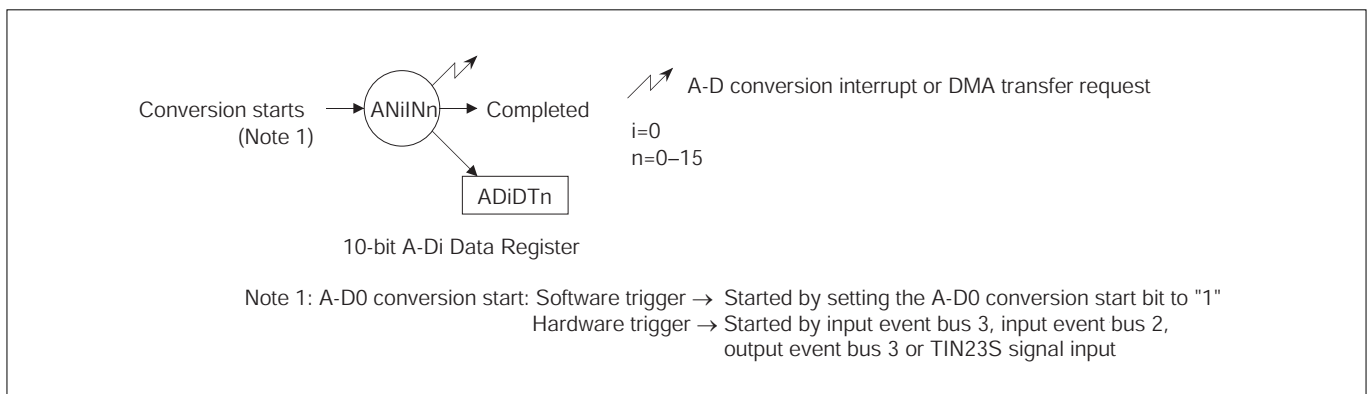 Conversion starts
(Note 1)
ANiINn
Completed
ADiDTn
10-bit A-Di Data Register
A-D conversion interrupt or DMA transfer request
i=0
n=0–15
Note 1: A-D0 conversion start: Software trigger → Started by setting the A-D0 conversion start bit to "1"
Hardware trigger → Started by input event bus 3, input event bus 2,
output event bus 3 or TIN23S signal input